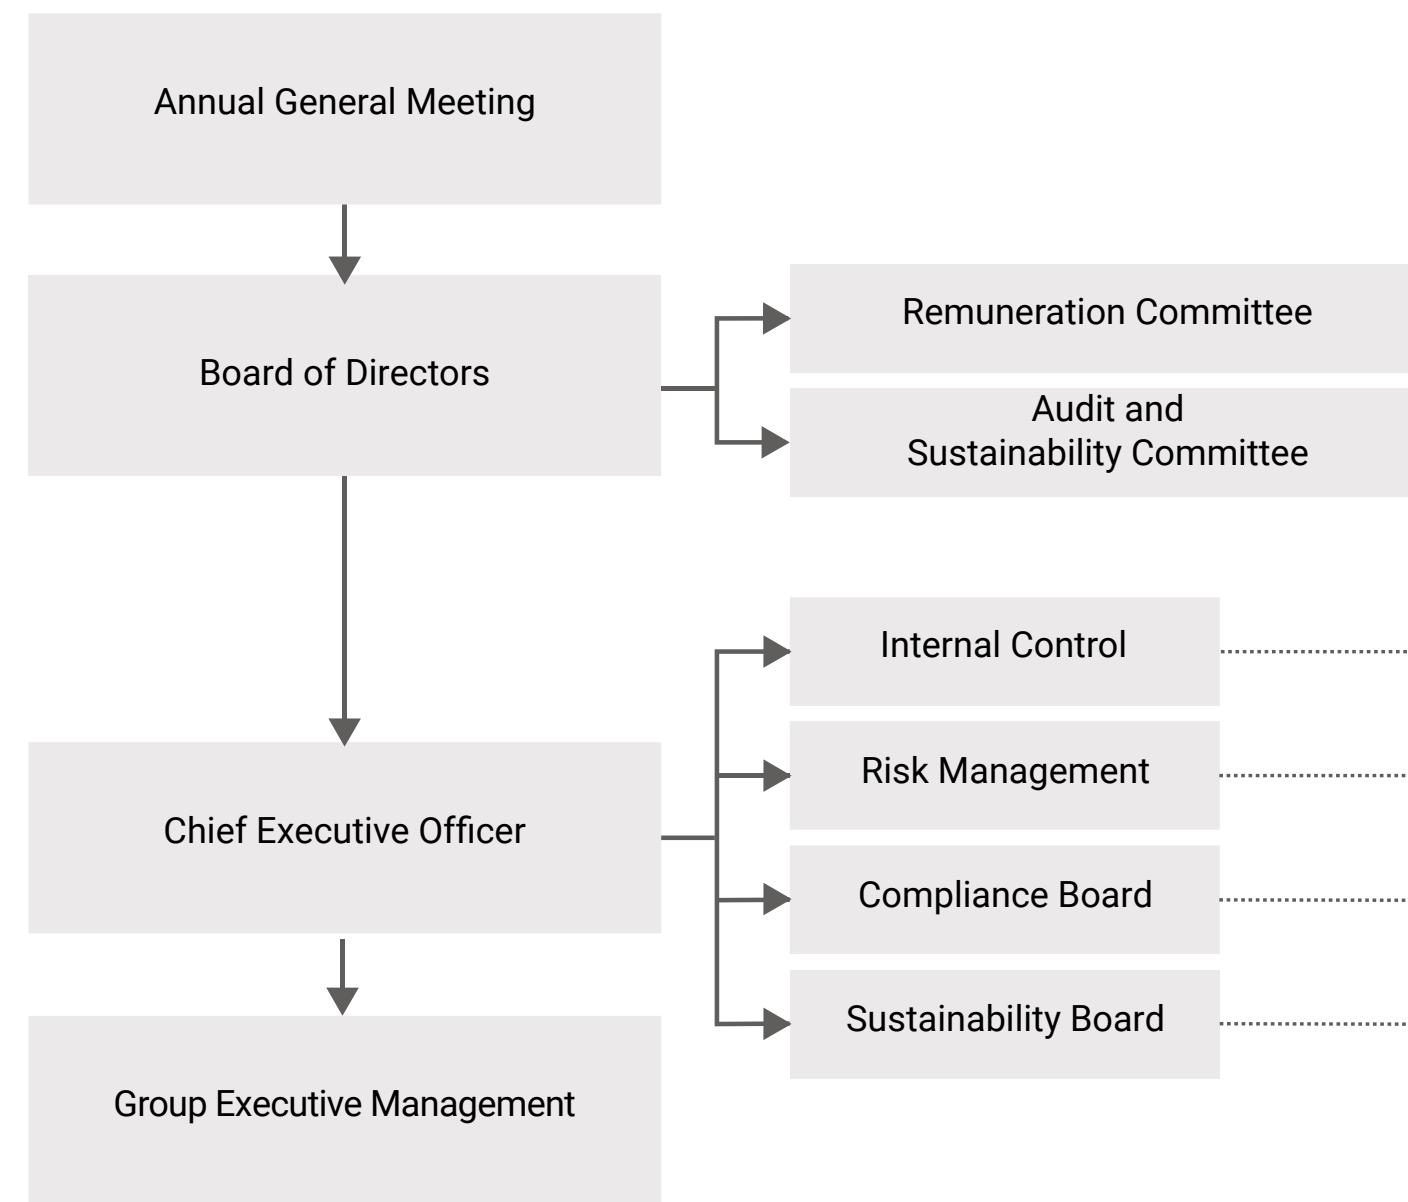 Annual General Meeting
Board of Directors
Remuneration Committee
Audit and
Sustainability Committee
Chief Executive Officer
Internal Control
Risk Management
Compliance Board
Sustainability Board
Group Executive Management